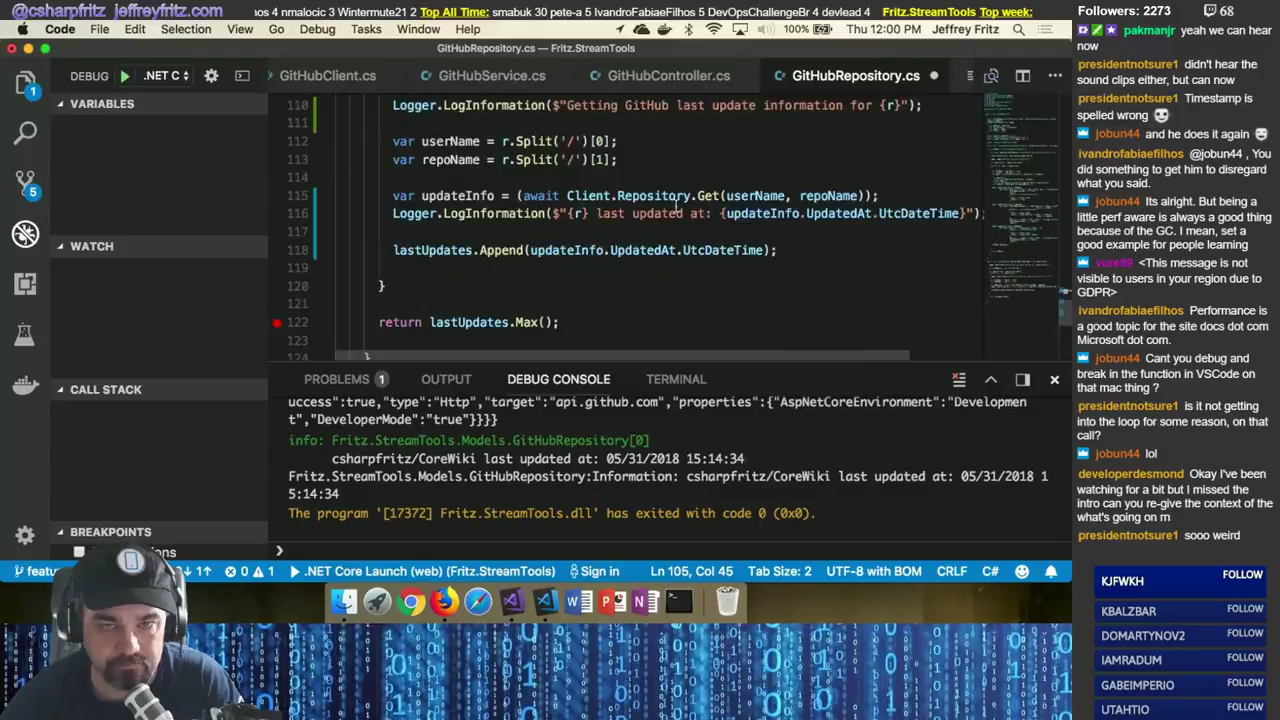 @csharpfritz jeffreyfritz.com
hos 4 nmalocic 3 Wintermute21 2 Top All Time: smabuk 30 pete-a 5 IvandroFabiaeFilhos 5 DevOpChallengeBr 4 devlead 4 Fritz.StreamTools Top week:
Followers: 2273 68
Code File Edit Selection View Go Debug Tasks Window Help 100% Thu 12:00 PM Jeffrey Fritz
GitHubRepository.cs — Fritz.StreamTools
DEBUG .NET C GitHubClient.cs GitHubService.cs GitHubController.cs GitHubRepository.cs
VARIABLES
WATCH
CALL STACK
BREAKPOINTS
1
5
110 Logger.LogInformation($"Getting GitHub last update information for {r}");
111
var userName = r.Split('/')[0];
var repoName = r.Split('/')[1];
115 var updateInfo = (await client.Repository.Get(userName, repoName));
116 Logger.LogInformation($"{r} last updated at: {updateInfo.UpdatedAt.UtcDateTime}");
118 lastUpdates.Append(updateInfo.UpdatedAt.UtcDateTime);
119
120 }
121
122 return lastUpdates.Max();
123
124 }
PROBLEMS 1 OUTPUT DEBUG CONSOLE TERMINAL
uccess":true,"type":"Http","target":"api.github.com","properties":{"AspNetCoreEnvironment":"Developmen
t","DeveloperMode":"true"}}}}
info: Fritz.StreamTools.Models.GitHubRepository[0]
csharpfritz/CoreWiki last updated at: 05/31/2018 15:14:34
Fritz.StreamTools.Models.GitHubRepository:Information: csharpfritz/CoreWiki last updated at: 05/31/2018 1
5:14:34
The program '[17372] Fritz.StreamTools.dll' has exited with code 0 (0x0).
featu 1↑ 0 1 .NET Core Launch (web) (Fritz.StreamTools) Sign in Ln 105, Col 45 Tab Size: 2 UTF-8 with BOM CRLF C#
pakmanjr yeah we can hear
now
presidentnotsure1 didn't hear the
sound clips either, but can now
presidentnotsure1 Timestamp is
spelled wrong
jobun44 and he does it again
ivandrofabiaefilhos @jobun44 , You
did something to get him to disregard
what you said.
jobun44 Its alright. But being a
little perf aware is always a good thing
because of the GC. I mean, set a
good example for people learning
vure89 <This message is not
visible to users in your region due to
GDPR>
ivandrofabiaefilhos Performance is
a good topic for the site docs dot com
Microsoft dot com.
jobun44 Cant you debug and
break in the function in VSCode on
that mac thing ?
presidentnotsure1 is it not getting
into the loop for some reason, on that
call?
jobun44 lol
developerdesmond Okay I've been
watching for a bit but I missed the
intro can you re-give the context of
what's going on rn
presidentnotsure1 sooo weird
KJFWKH FOLLOW
KBALZBAR FOLLOW
DOMARTYNOV2 FOLLOW
IAMRADUM FOLLOW
GABEIMPERIO FOLLOW
UTAHTIO FOLLOW